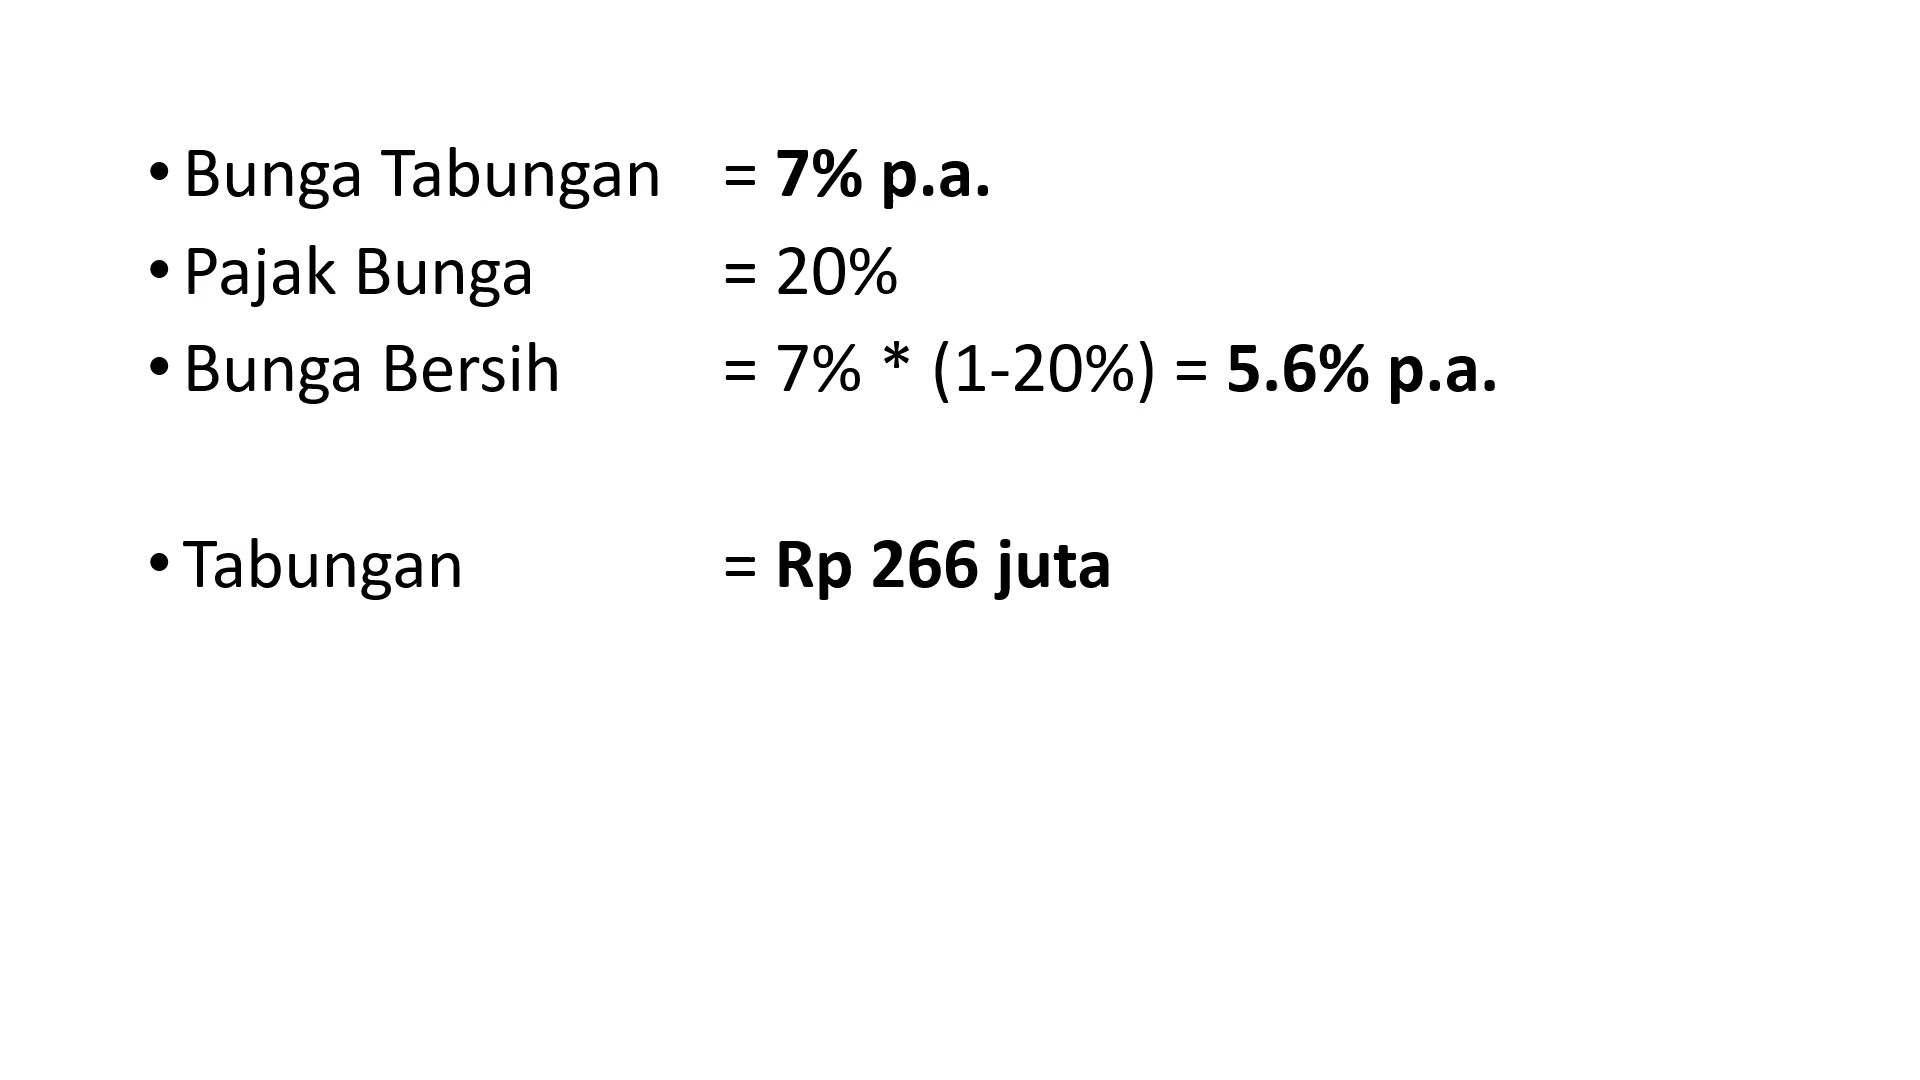 • Bunga Tabungan = 7% p.a.
• Pajak Bunga = 20%
• Bunga Bersih = 7% * (1-20%) = 5.6% p.a.
• Tabungan = Rp 266 juta